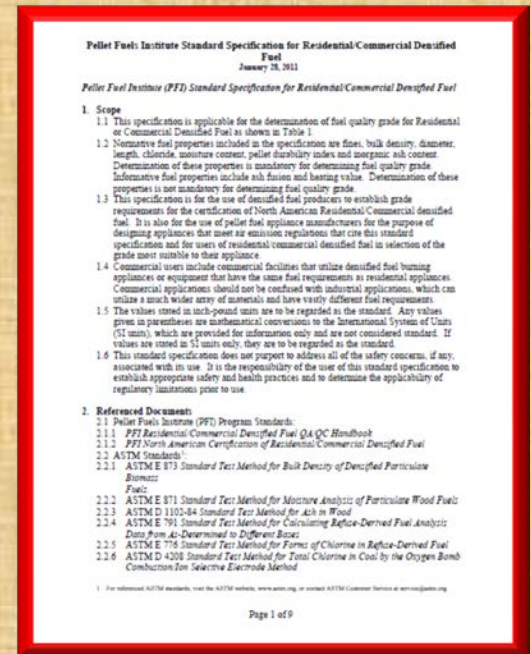 Pellet Fuels Institute Standard Specification for Residential/Commercial Densified
Fuel
January 28, 2011
Pellet Fuel Institute (PFI) Standard Specification for Residential/Commercial Densified Fuel
1. Scope
1.1 This specification is applicable for the determination of fuel quality grade for Residential
or Commercial Densified Fuel as shown in Table 1.
1.2 Normative fuel properties included in the specification are fines, bulk density, diameter,
length, chloride, moisture content, pellet durability index and inorganic ash content.
Determination of these properties is mandatory for determining fuel quality grade.
Informative fuel properties include ash fusion and heating value. Determination of these
properties is not mandatory for determining fuel quality grade.
1.3 This specification is for the use of densified fuel producers to establish grade
requirements for the certification of North American Residential/Commercial densified
fuel. It is also for the use of pellet fuel appliance manufacturers for the purpose of
designing appliances that meet air emission regulations that cite this standard
specification and for users of residential/commercial densified fuel in selection of the
grade most suitable to their appliance.
1.4 Commercial users include commercial facilities that utilize densified fuel burning
appliances or equipment that have the same fuel requirements as residential appliances.
Commercial applications should not be confused with industrial applications, which can
utilize a much wider array of materials and have vastly different fuel requirements.
1.5 The values stated in inch-pound units are to be regarded as the standard. Any values
given in parentheses are mathematical conversions to the International System of Units
(SI units), which are provided for information only and are not considered standard. If
values are stated in SI units only, they are to be regarded as the standard.
1.6 This standard specification does not purport to address all of the safety concerns, if any,
associated with its use. It is the responsibility of the user of this standard specification to
establish appropriate safety and health practices and to determine the applicability of
regulatory limitations prior to use.
2. Referenced Documents
2.1 Pellet Fuels Institute (PFI) Program Standards:
2.1.1 PFI Residential/Commercial Densified Fuel QA/QC Handbook
2.1.2 PFI North American Certification of Residential/Commercial Densified Fuel
2.2 ASTM Standards¹:
2.2.1 ASTM E 873 Standard Test Method for Bulk Density of Densified Particulate
Biomass
Fuels.
2.2.2 ASTM E 871 Standard Test Method for Moisture Analysis of Particulate Wood Fuels
2.2.3 ASTM D 1102-84 Standard Test Method for Ash in Wood
2.2.4 ASTM E 791 Standard Test Method for Calculating Refuse-Derived Fuel Analysis
Data from As-Determined to Different Bases
2.2.5 ASTM E 776 Standard Test Method for Forms of Chlorine in Refuse-Derived Fuel
2.2.6 ASTM D 4208 Standard Test Method for Total Chlorine in Coal by the Oxygen Bomb
Combustion/Ion Selective Electrode Method
1 For referenced ASTM standards, visit the ASTM website, www.astm.org, or contact ASTM Customer Service at service@astm.org.
Page 1 of 9